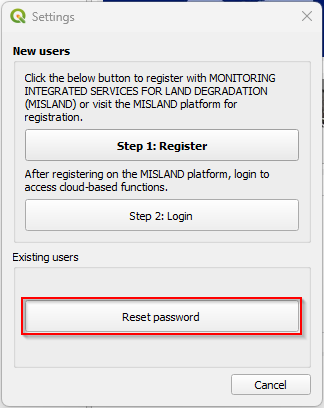 Settings
New users
Click the below button to register with MONITORING
INTEGRATED SERVICES FOR LAND DEGRADATION
(MISLAND) or visit the MISLAND platform for
registration.
Step 1: Register
After registering on the MISLAND platform, login to
access cloud-based functions.
Step 2: Login
Existing users
Reset password
Cancel